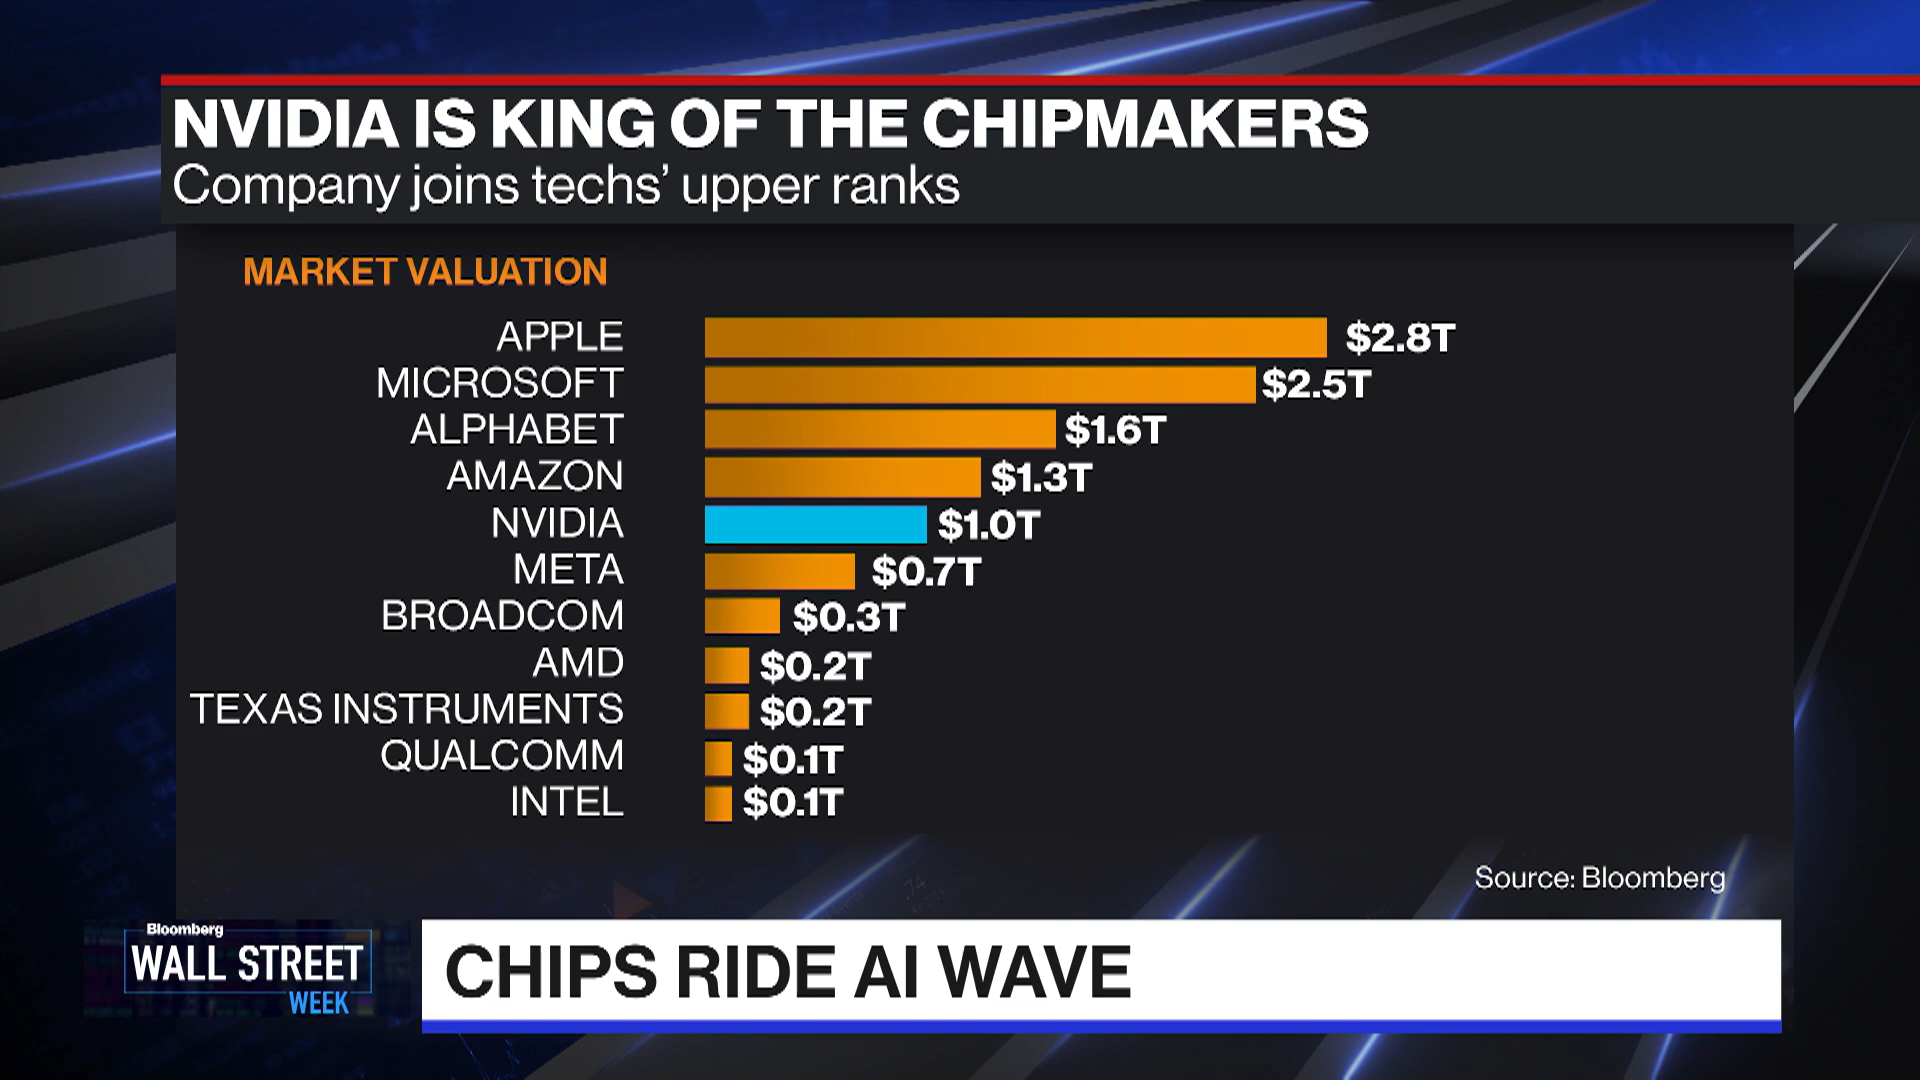 NVIDIA IS KING OF THE CHIPMAKERS
Company joins techs’ upper ranks
MARKET VALUATION
APPLE $2.8T
MICROSOFT $2.5T
ALPHABET $1.6T
AMAZON $1.3T
NVIDIA $1.0T
META $0.7T
BROADCOM $0.3T
AMD $0.2T
TEXAS INSTRUMENTS $0.2T
QUALCOMM $0.1T
INTEL $0.1T
Source: Bloomberg
Bloomberg
WALL STREET
WEEK
CHIPS RIDE AI WAVE